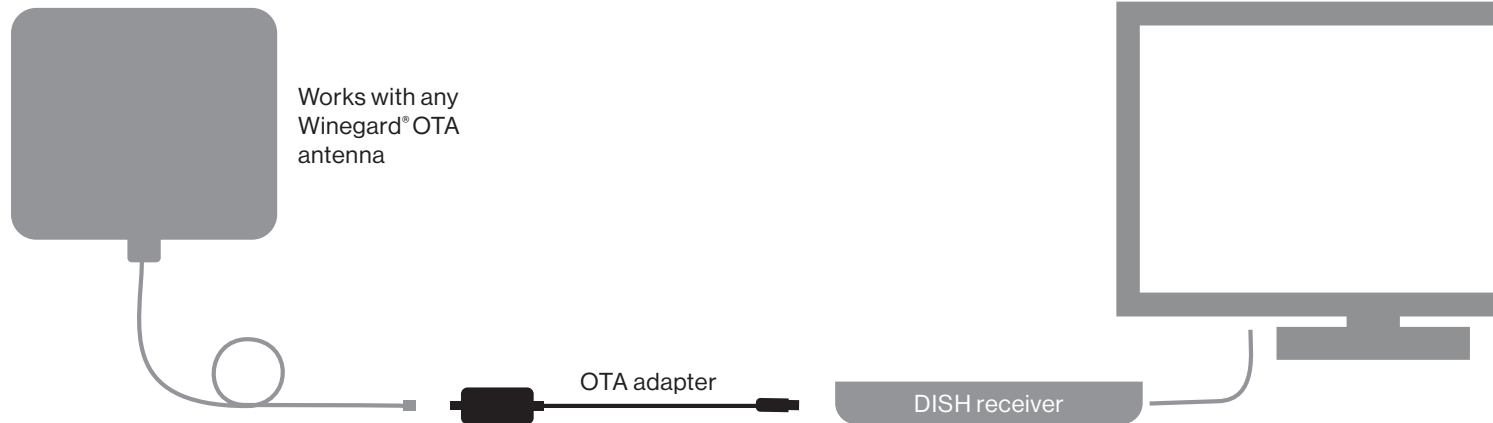 Works with any
Winegard® OTA
antenna
OTA adapter
DISH receiver